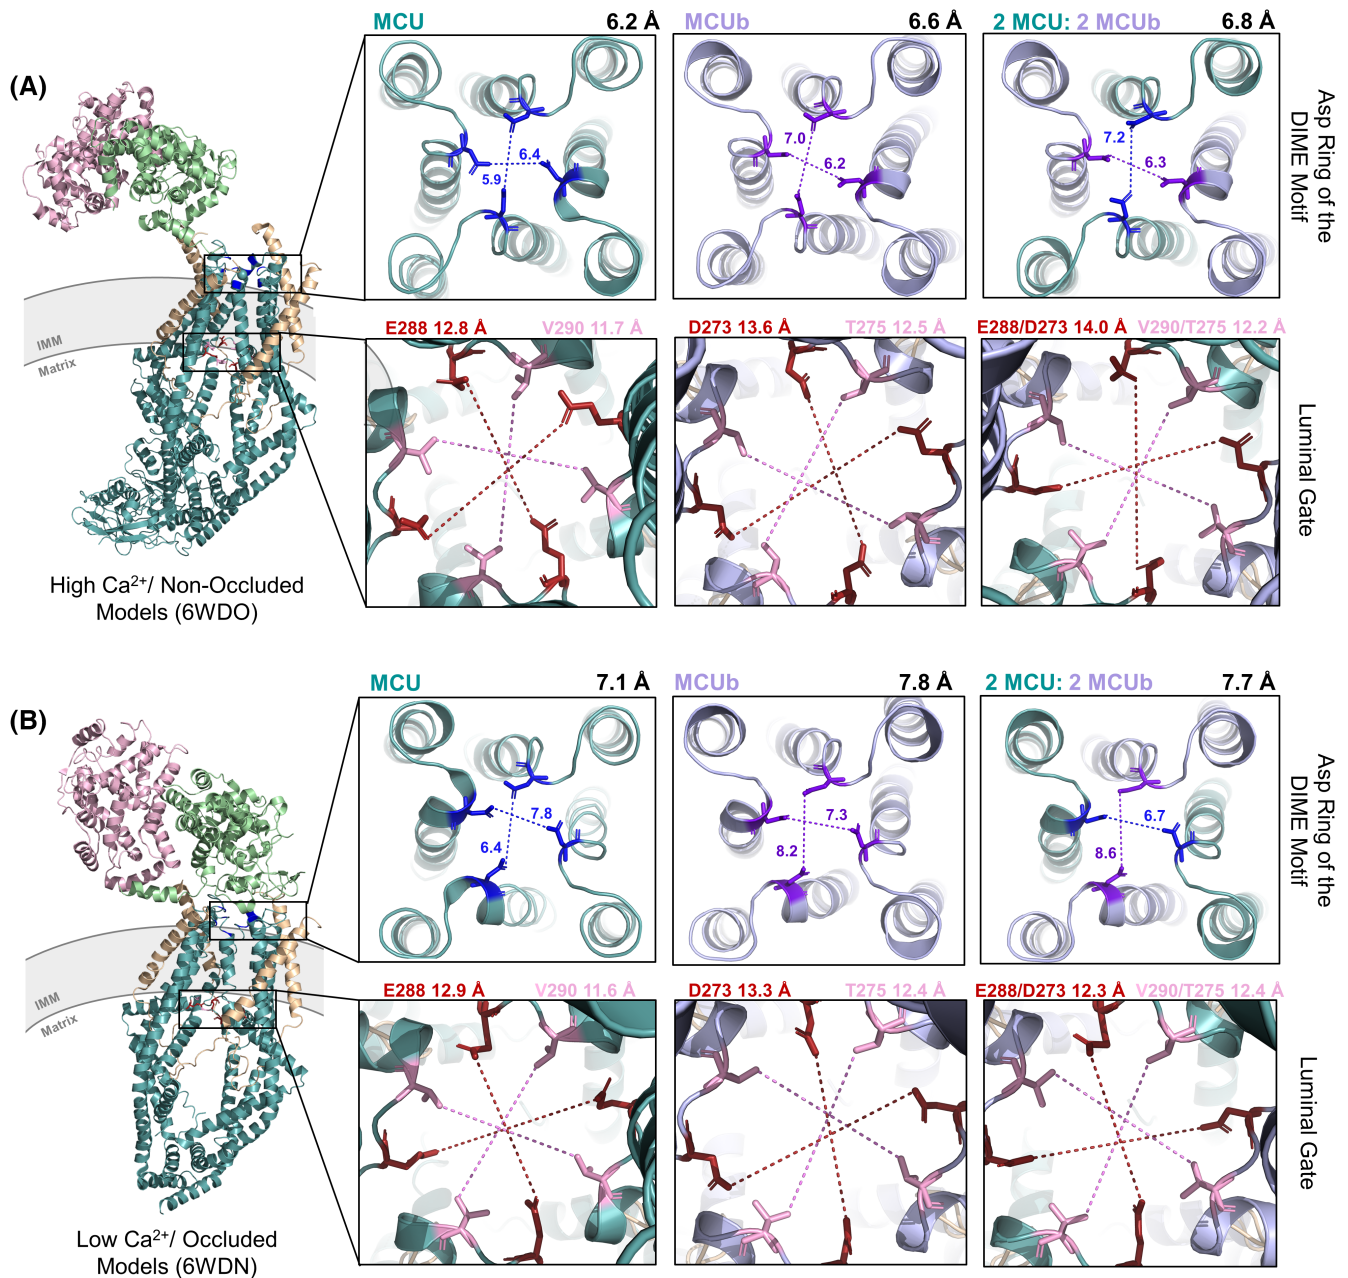 MCU 6.2 Å
MCUb 6.6 Å
2 MCU: 2 MCUb 6.8 Å
(A)
6.4
5.9
7.0
6.2
7.2
6.3
Asp Ring of the
DIME Motif
IMM
Matrix
E288 12.8 Å V290 11.7 Å
D273 13.6 Å T275 12.5 Å
E288/D273 14.0 Å V290/T275 12.2 Å
Luminal Gate
High Ca²⁺/ Non-Occluded
Models (6WDO)
MCU 7.1 Å
MCUb 7.8 Å
2 MCU: 2 MCUb 7.7 Å
(B)
7.8
6.4
7.3
8.2
6.7
8.6
Asp Ring of the
DIME Motif
IMM
Matrix
E288 12.9 Å V290 11.6 Å
D273 13.3 Å T275 12.4 Å
E288/D273 12.3 Å V290/T275 12.4 Å
Luminal Gate
Low Ca²⁺/ Occluded
Models (6WDN)